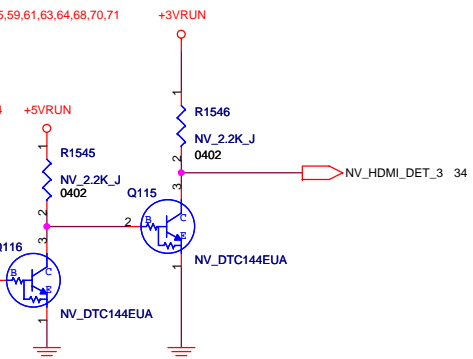 5,59,61,63,64,68,70,71
+3VRUN
1
R1546
NV_2.2K_J
0402
2
NV_HDMI_DET_3 34
4
+5VRUN
1
R1545
NV_2.2K_J
0402
2
Q115
3
2
B
C
E
1
NV_DTC144EUA
Q116
3
B
C
E
1
NV_DTC144EUA